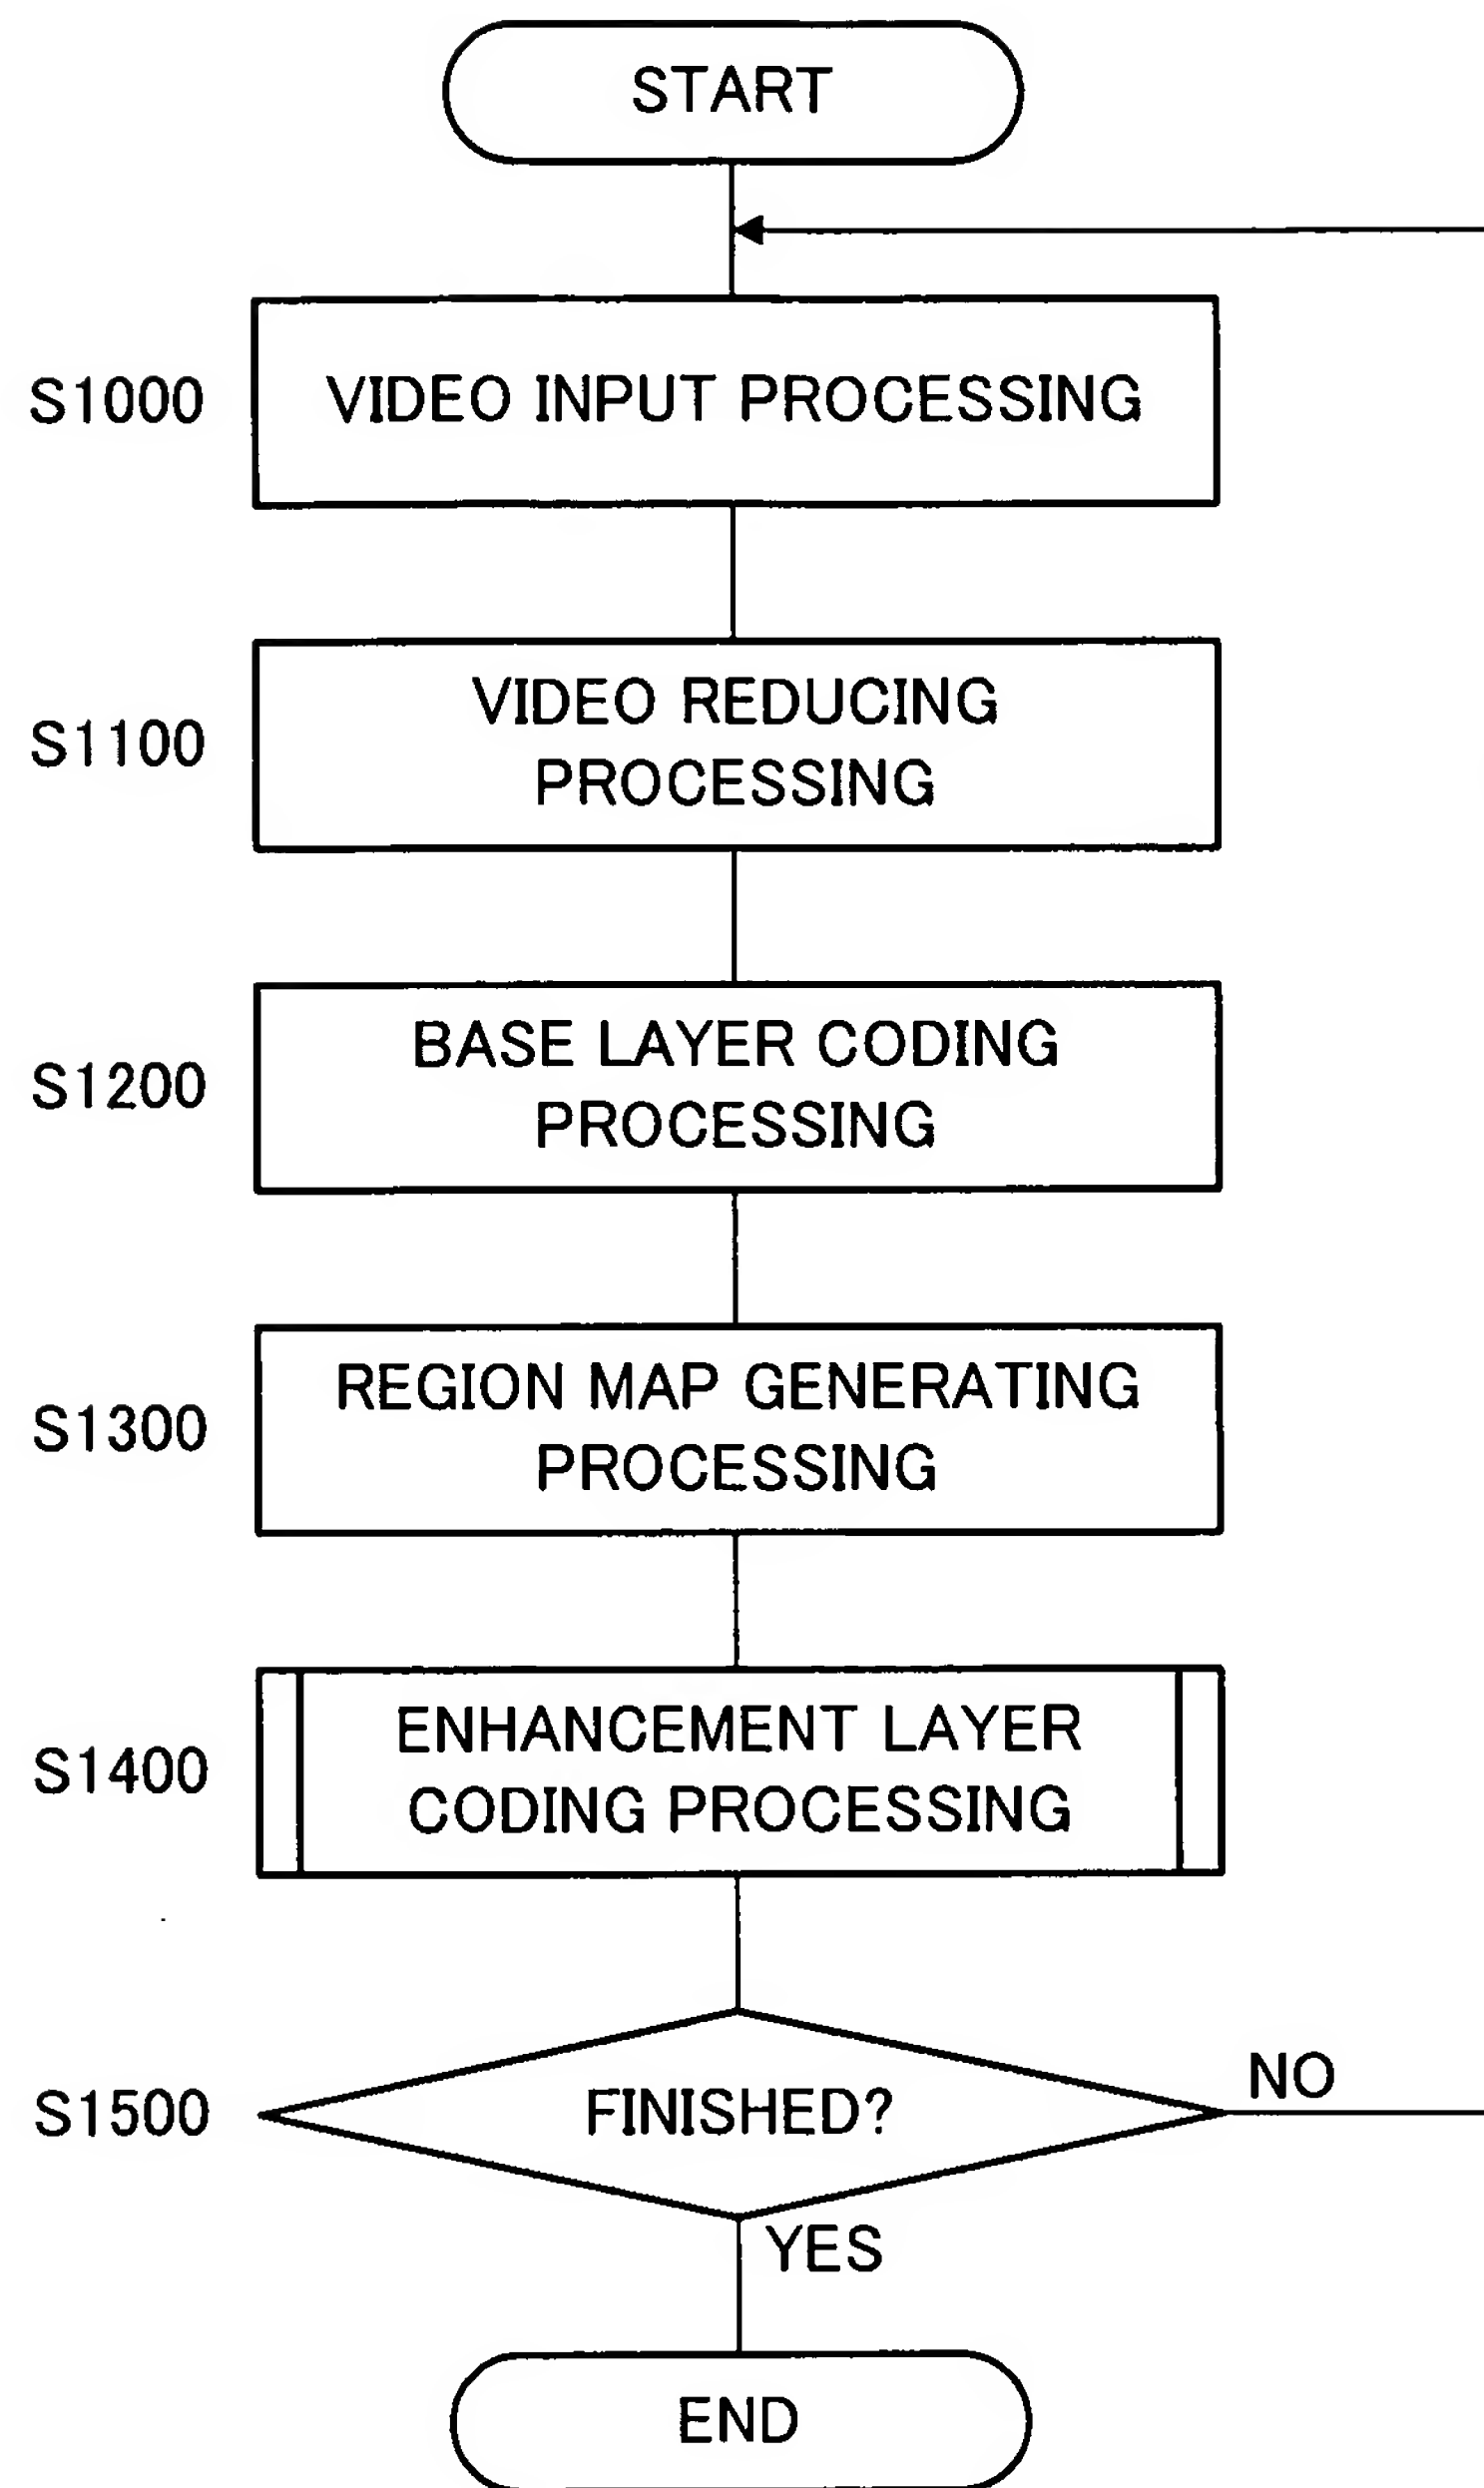 START
S1000
VIDEO INPUT PROCESSING
S1100
VIDEO REDUCING
PROCESSING
S1200
BASE LAYER CODING
PROCESSING
S1300
REGION MAP GENERATING
PROCESSING
S1400
ENHANCEMENT LAYER
CODING PROCESSING
S1500
FINISHED?
NO
YES
END